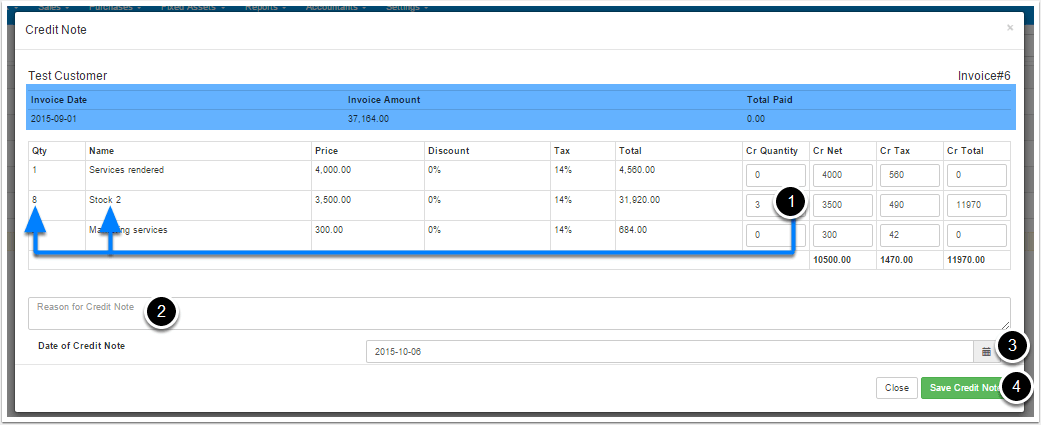 Sales Purchases Fixed Assets Reports Accountants Settings
Credit Note ×
Test Customer Invoice#6
Invoice Date Invoice Amount Total Paid
2015-09-01 37,164.00 0.00
Qty Name Price Discount Tax Total Cr Quantity Cr Net Cr Tax Cr Total
1 Services rendered 4,000.00 0% 14% 4,560.00 0 4000 560 0
8 Stock 2 3,500.00 0% 14% 31,920.00 3 3500 490 11970
1
services 300.00 0% 14% 684.00 0 300 42 0
10500.00 1470.00 11970.00
Reason for Credit Note 2
Date of Credit Note 2015-10-06 3
Close Save Credit Note 4